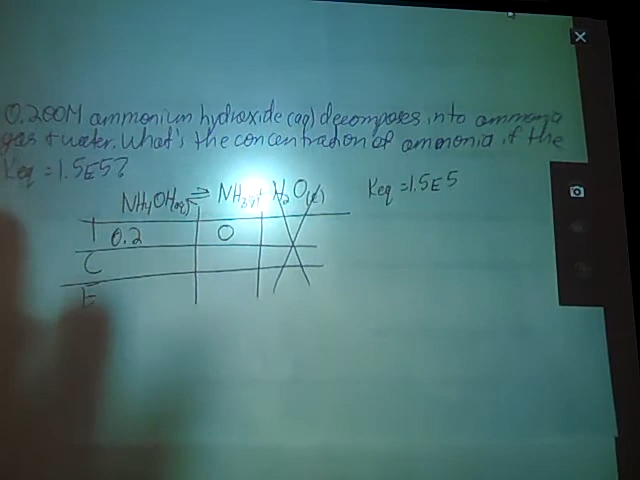 0.200M ammonium hydroxide (aq) decomposes into ammonia
gas + water. What's the concentration of ammonia if the
Keq = 1.5E5?
NH4OH(aq) ⇌ NH3(g) + H2O(l) Keq = 1.5E5
I 0.2 0
C
E